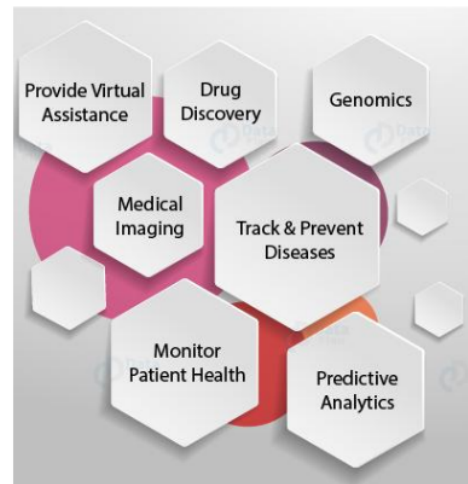 Provide Virtual
Assistance
Drug
Discovery
Genomics
Medical
Imaging
Track & Prevent
Diseases
Monitor
Patient Health
Predictive
Analytics